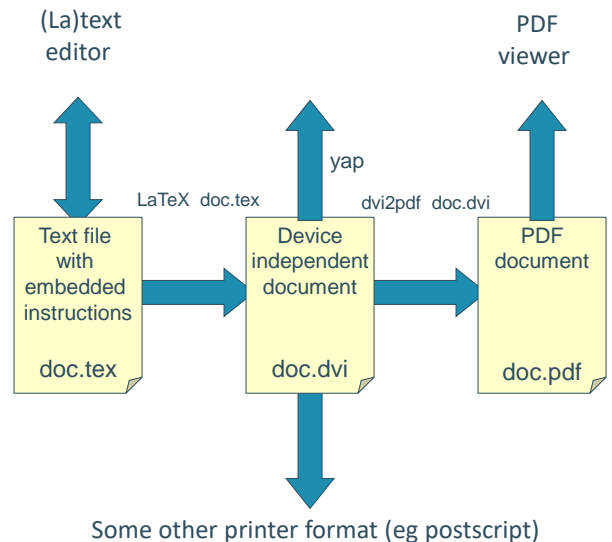 (La)text
editor
PDF
viewer
yap
LaTeX doc.tex
dvi2pdf doc.dvi
Text file
with
embedded
instructions
doc.tex
Device
independent
document
doc.dvi
PDF
document
doc.pdf
Some other printer format (eg postscript)